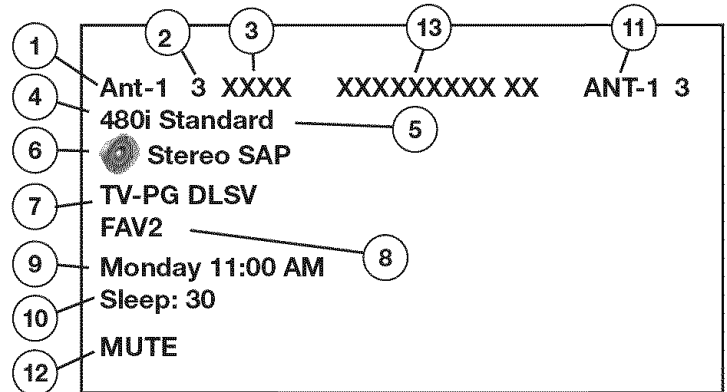 1 2 3 13 11
Ant-1 3 XXXX XXXXXXXXX XX ANT-1 3
4 480i Standard 5
6 Stereo SAP
7 TV-PG DLSV
FAV2 8
9 Monday 11:00 AM
10 Sleep: 30
12 MUTE